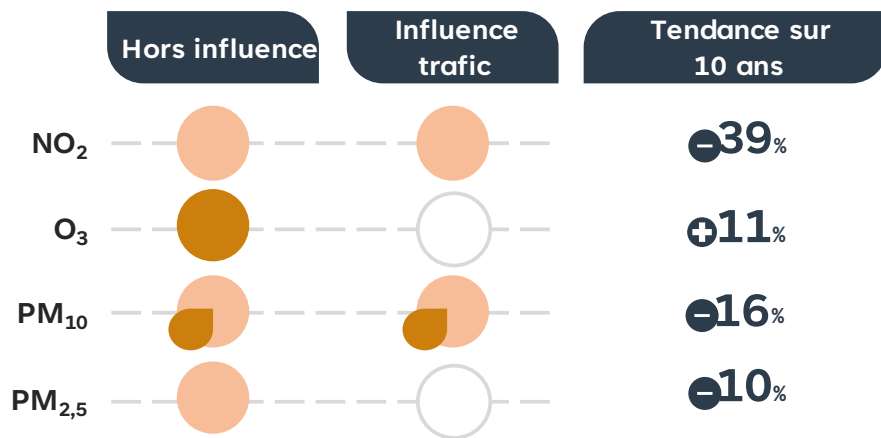 Hors influence
Influence
trafic
Tendance sur
10 ans
NO₂
−39%
O₃
+11%
PM₁₀
−16%
PM₂,₅
−10%